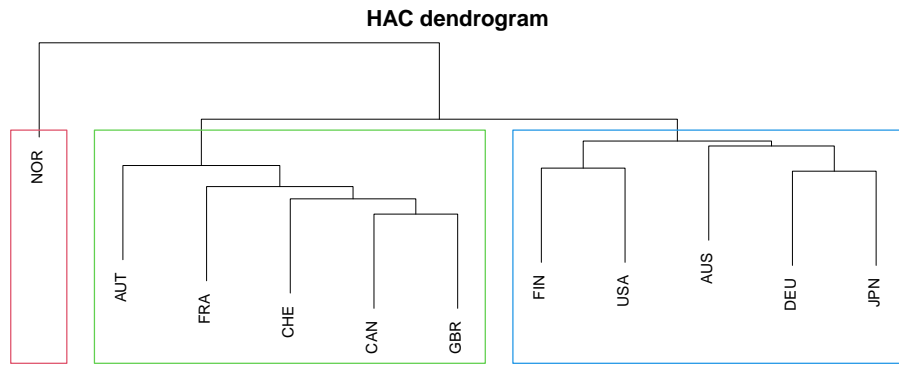 HAC dendrogram
NOR
AUT
FRA
CHE
CAN
GBR
FIN
USA
AUS
DEU
JPN